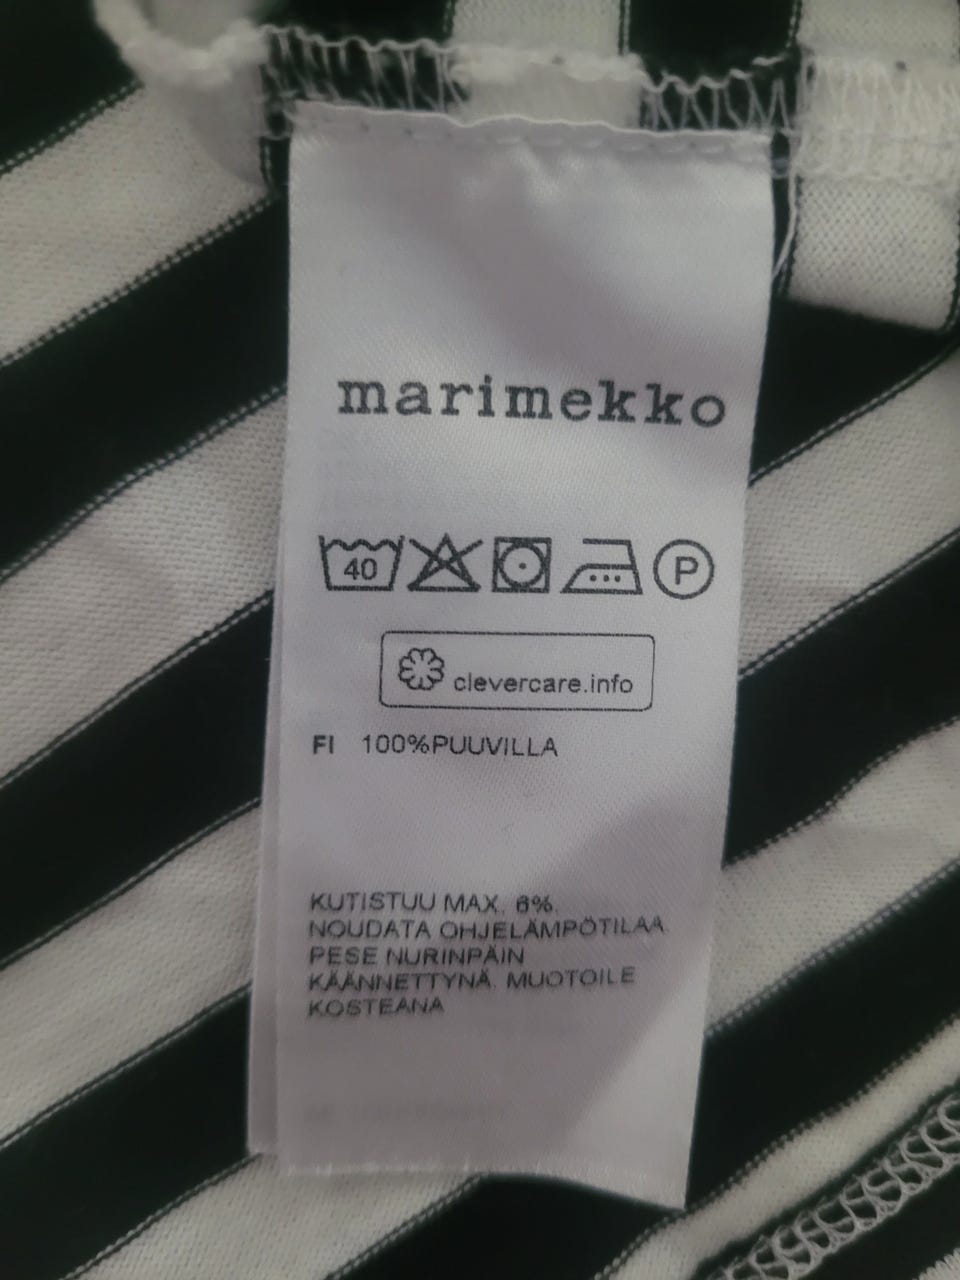 marimekko
40 P
clevercare.info
FI 100%PUUVILLA
KUTISTUU MAX. 6%.
NOUDATA OHJELÄMPÖTILAA.
PESE NURINPÄIN
KÄÄNNETTYNÄ. MUOTOILE
KOSTEANA